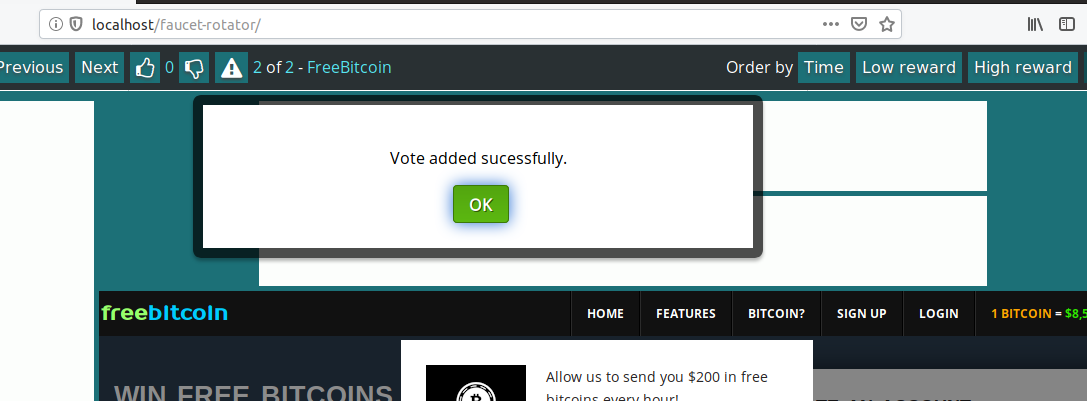 localhost/faucet-rotator/
Previous Next 0 2 of 2 - FreeBitcoin Order by Time Low reward High reward
Vote added sucessfully.
OK
freebitcoin HOME FEATURES BITCOIN? SIGN UP LOGIN 1 BITCOIN = $8,5
WIN FREE BITCOINS
Allow us to send you $200 in free
bitcoins every hour!
AN ACCOUNT